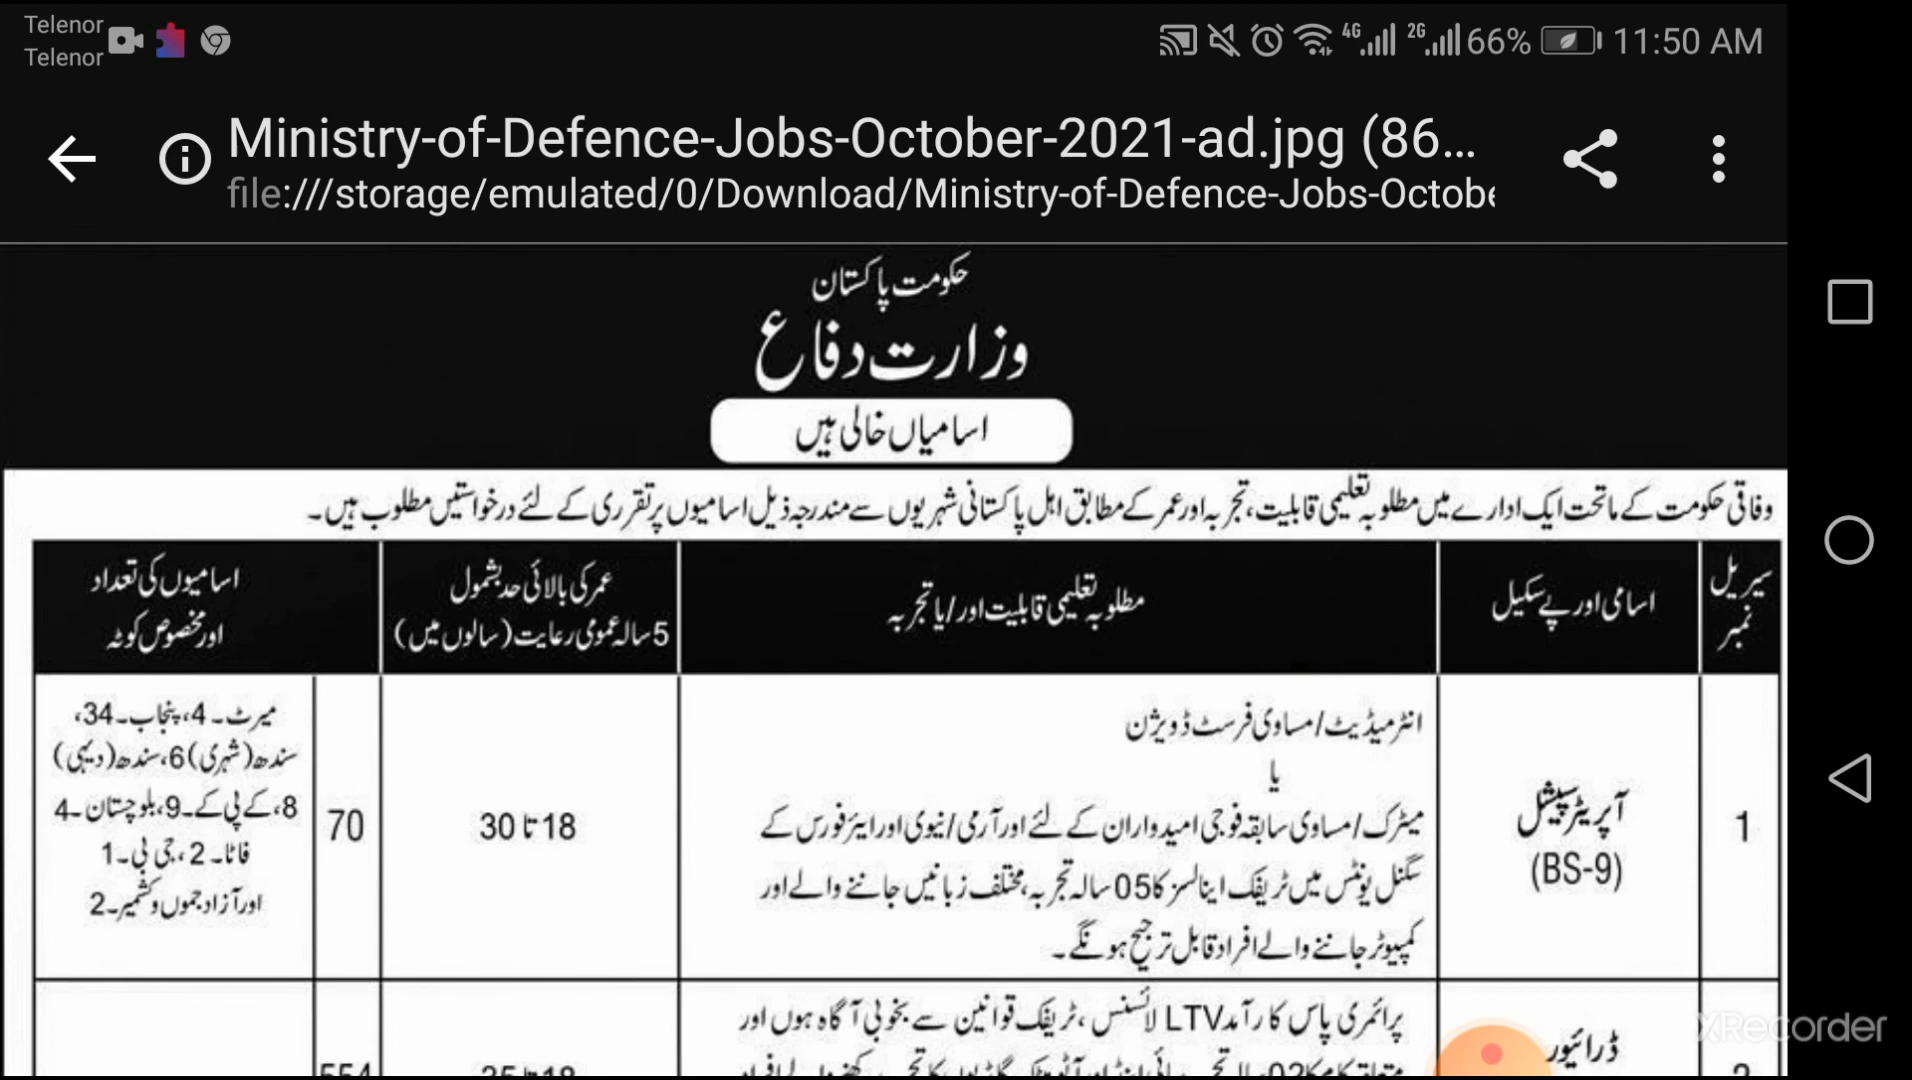 Telenor
Telenor
4G
2G
66%
11:50 AM
Ministry-of-Defence-Jobs-October-2021-ad.jpg (86...
file:///storage/emulated/0/Download/Ministry-of-Defence-Jobs-Octobe
حکومت پاکستان
وزارت دفاع
اسامیاں خالی ہیں
وفاقی حکومت کے ماتحت ایک ادارے میں مطلوبہ تعلیمی قابلیت، تجربہ اور عمر کے مطابق اہل پاکستانی شہریوں سے مندرجہ ذیل اسامیوں پر تقرری کے لئے درخواستیں مطلوب ہیں۔
سیریل
نمبر
اسامی اور پے سکیل
مطلوبہ تعلیمی قابلیت اور/یا تجربہ
عمر کی بالائی حد بشمول
5 سالہ عمومی رعایت (سالوں میں)
اسامیوں کی تعداد
اور مخصوص کوٹہ
1
آپریٹر سپیشل
(BS-9)
انٹرمیڈیٹ/مساوی فرسٹ ڈویژن
یا
میٹرک/مساوی سابقہ فوجی امیدواران کے لئے اور آرمی/نیوی اور ایئرفورس کے
سگنل یونٹس میں ٹریفک اینالسز کا 05 سالہ تجربہ، مختلف زبانیں جاننے والے اور
کمپیوٹر جاننے والے افراد قابل ترجیح ہونگے۔
18 تا 30
70
میرٹ۔4، پنجاب۔34،
سندھ (شہری) 6، سندھ (دیہی)
8، کے پی کے۔9، بلوچستان۔4
فاٹا۔2، جی بی۔1
اور آزاد جموں و کشمیر۔2
ڈرائیور
پرائمری پاس کارآمد LTV لائسنس، ٹریفک قوانین سے بخوبی آگاہ ہوں اور
18 تا 25
554
XRecorder